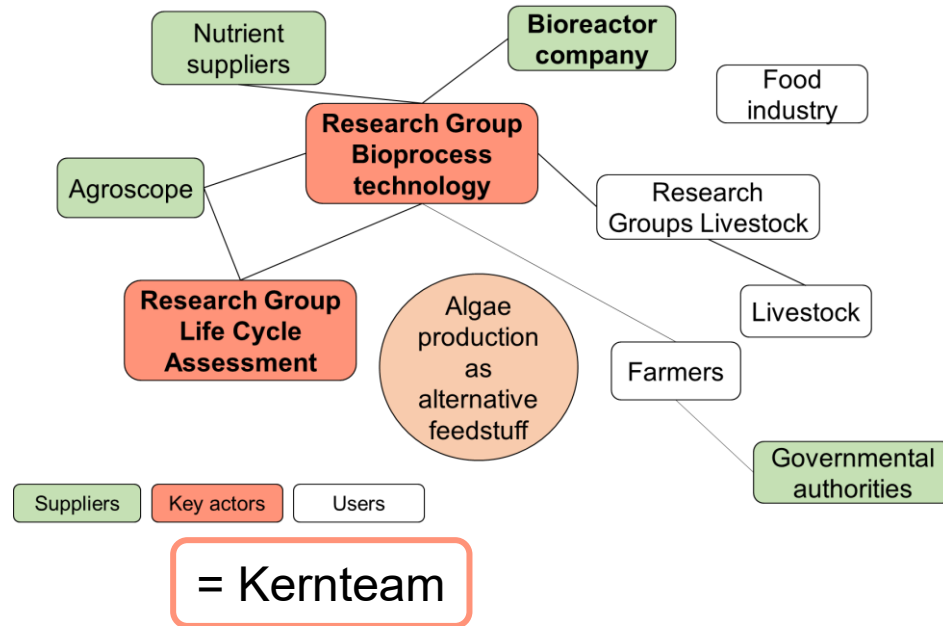 Nutrient
suppliers
Bioreactor
company
Food
industry
Research Group
Bioprocess
technology
Agroscope
Research
Groups Livestock
Research Group
Life Cycle
Assessment
Algae
production
as
alternative
feedstuff
Livestock
Farmers
Governmental
authorities
Suppliers
Key actors
Users
= Kernteam